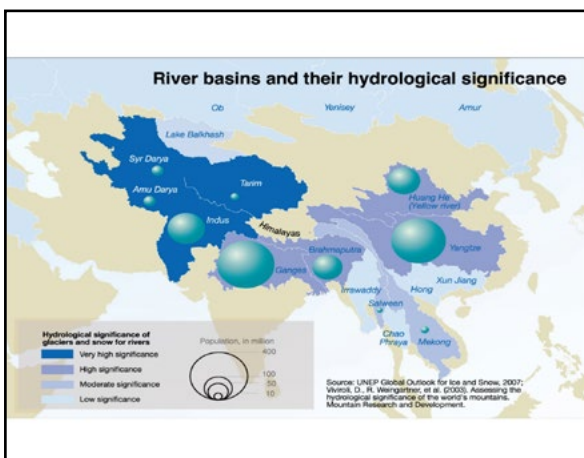 River basins and their hydrological significance
Ob
Yenisey
Amur
Lake Balkhash
Syr Darya
Amu Darya
Tarim
Huang He
(Yellow river)
Indus
Himalayas
Brahmaputra
Yangtze
Ganges
Xun Jiang
Irrawaddy
Hong
Salween
Chao
Phraya
Mekong
Hydrological significance of
glaciers and snow for rivers
Very high significance
High significance
Moderate significance
Low significance
Population, in million
400
100
50
10
Source: UNEP Global Outlook for Ice and Snow, 2007;
Viviroli, D., R. Weingartner, et al. (2003). Assessing the
hydrological significance of the world's mountains.
Mountain Research and Development.